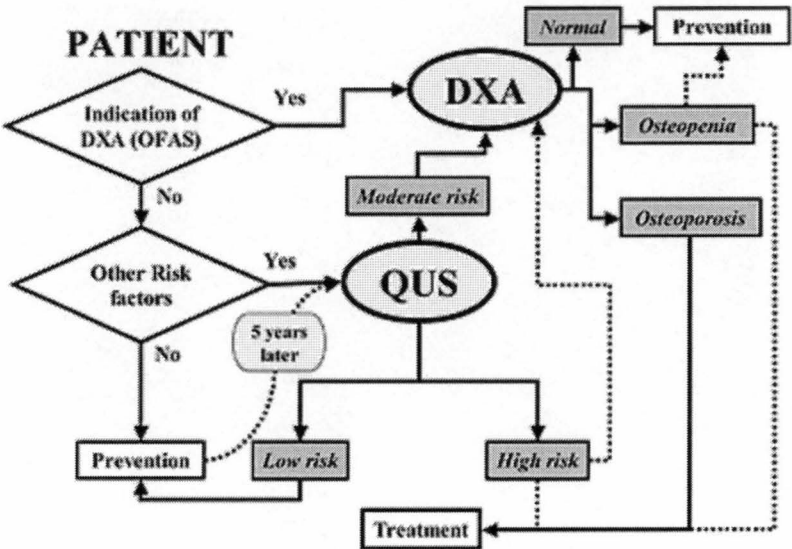 PATIENT
Indication of
DXA (OFAS)
Yes
No
Other Risk
factors
Yes
No
Prevention
5 years
later
QUS
Moderate risk
DXA
Normal
Prevention
Osteopenia
Osteoporosis
Low risk
High risk
Treatment